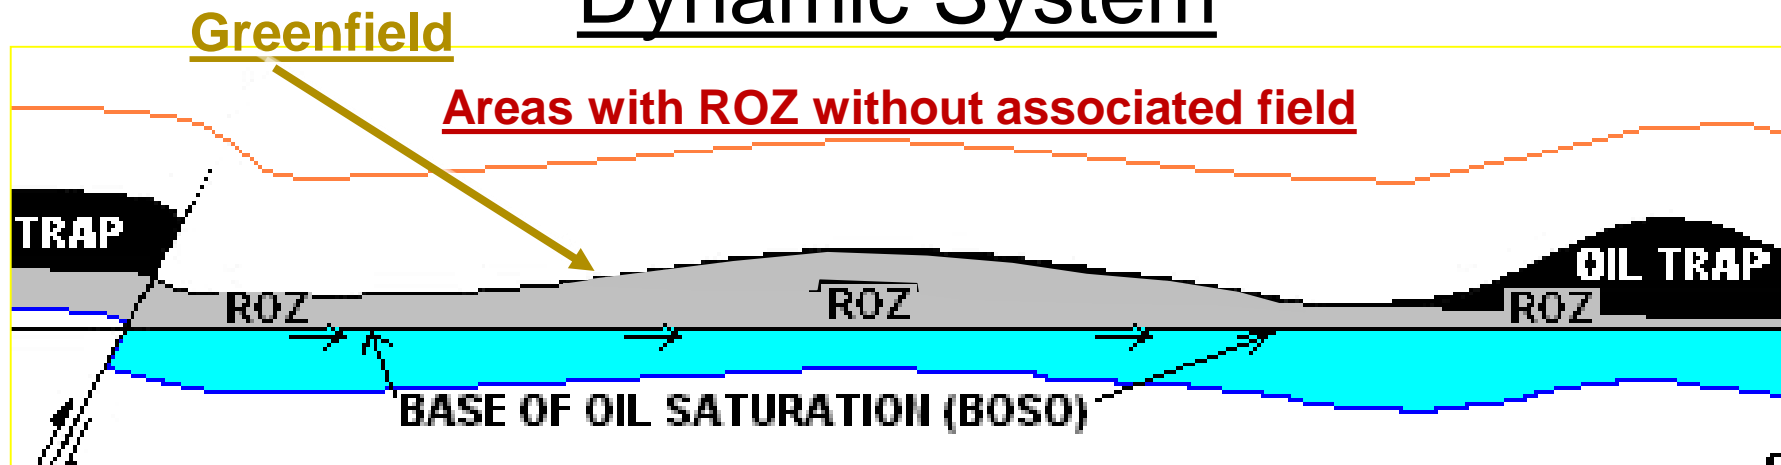 Dynamic System
Greenfield
Areas with ROZ without associated field
TRAP
OIL TRAP
ROZ
ROZ
ROZ
BASE OF OIL SATURATION (BOSO)